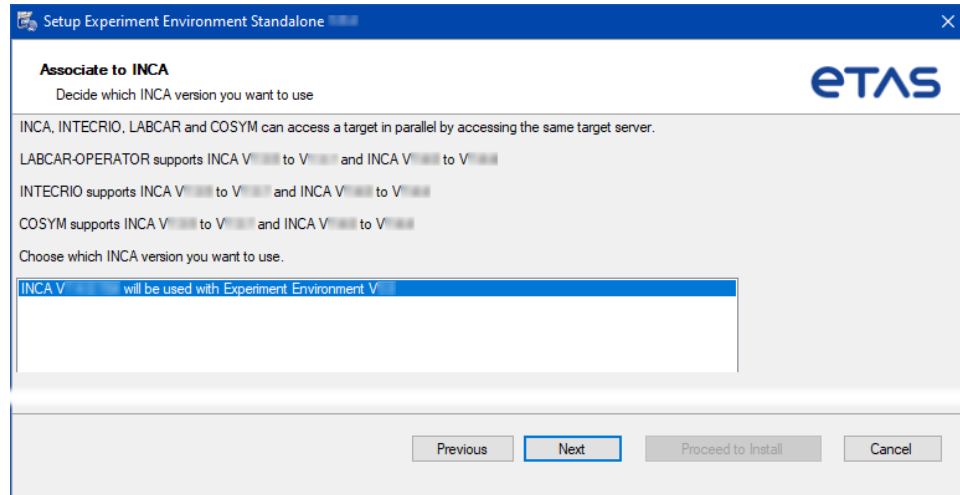 Setup Experiment Environment Standalone
Associate to INCA
Decide which INCA version you want to use
ETAS
INCA, INTECRIO, LABCAR and COSYM can access a target in parallel by accessing the same target server.
LABCAR-OPERATOR supports INCA V to V and INCA V to V
INTECRIO supports INCA V to V and INCA V to V
COSYM supports INCA V to V and INCA V to V
Choose which INCA version you want to use.
INCA V will be used with Experiment Environment V
Previous Next Proceed to Install Cancel